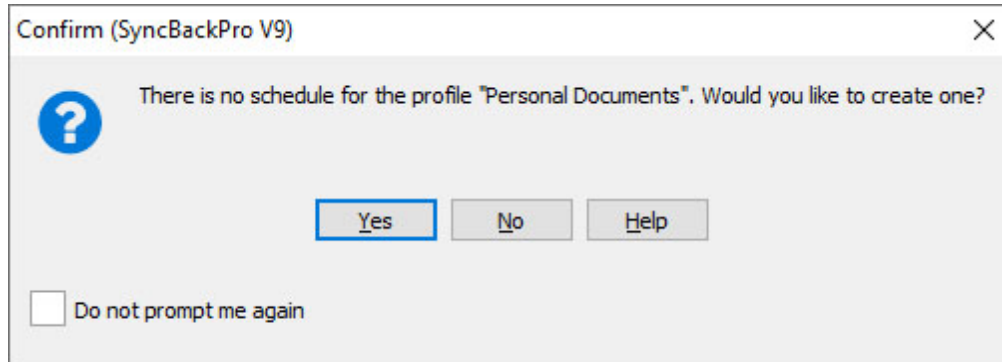 Confirm (SyncBackPro V9)
There is no schedule for the profile "Personal Documents". Would you like to create one?
Yes
No
Help
Do not prompt me again